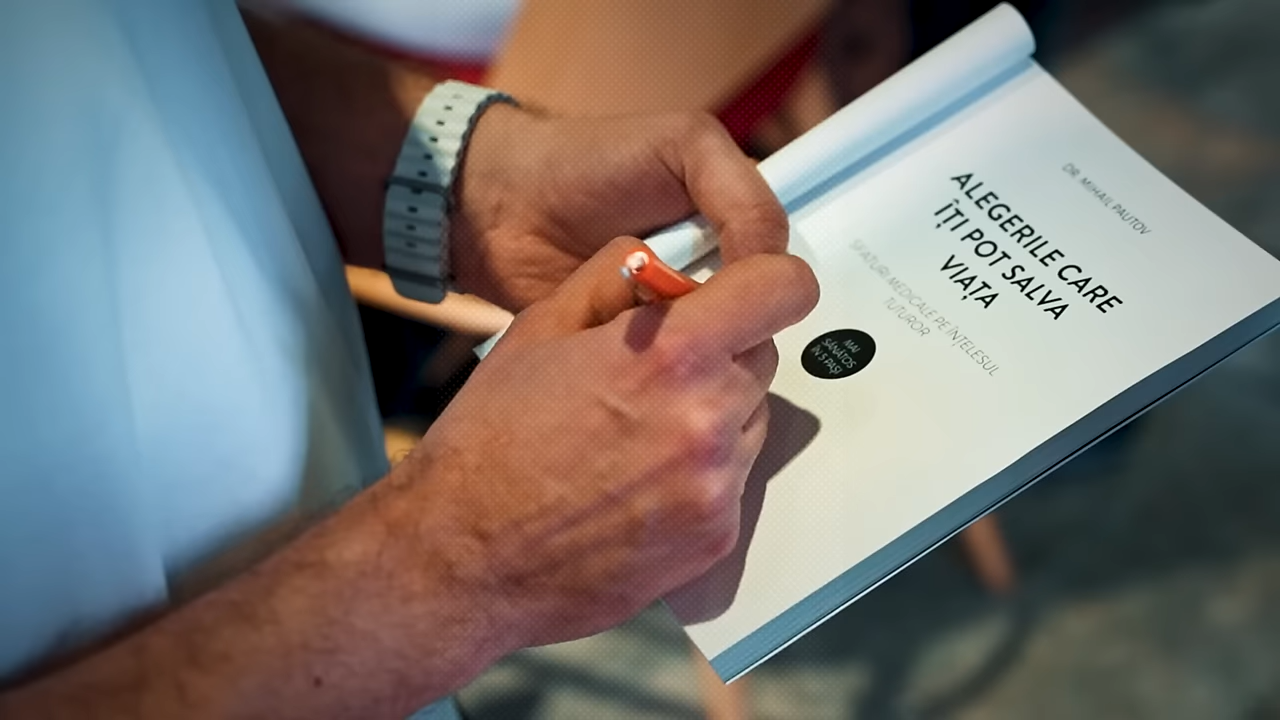 DR. MIHAIL PAUTOV
ALEGERILE CARE
ÎȚI POT SALVA
VIAȚA
SFATURI MEDICALE PE ÎNȚELESUL
TUTUROR
MAI
SĂNĂTOS
ÎN 5 PAȘI